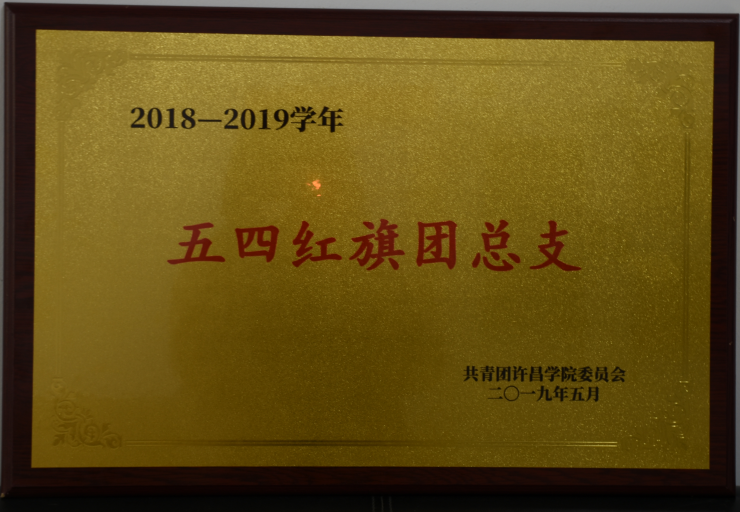 2018—2019学年
五四红旗团总支
共青团许昌学院委员会
二〇一九年五月